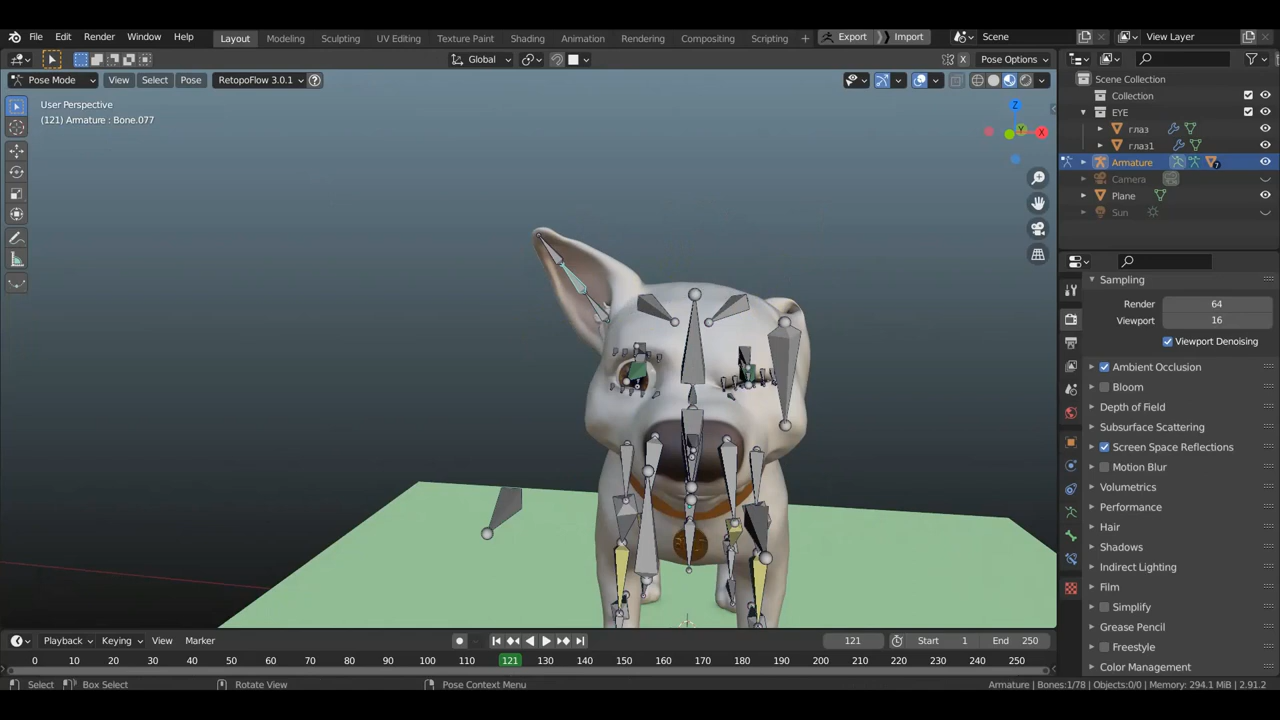 File Edit Render Window Help Layout Modeling Sculpting UV Editing Texture Paint Shading Animation Rendering Compositing Scripting + Export Import Scene View Layer
Global X Pose Options
Pose Mode View Select Pose RetopoFlow 3.0.1
User Perspective
(121) Armature : Bone.077
Z
X
Y
Scene Collection
Collection
EYE
глаз
глаз1
Armature 7
Camera
Plane
Sun
Sampling
Render 64
Viewport 16
Viewport Denoising
Ambient Occlusion
Bloom
Depth of Field
Subsurface Scattering
Screen Space Reflections
Motion Blur
Volumetrics
Performance
Hair
Shadows
Indirect Lighting
Film
Simplify
Grease Pencil
Freestyle
Color Management
Playback Keying View Marker 121 Start 1 End 250
0 10 20 30 40 50 60 70 80 90 100 110 121 130 140 150 160 170 180 190 200 210 220 230 240 250
Select Box Select Rotate View Pose Context Menu Armature | Bones:1/78 | Objects:0/0 | Memory: 294.1 MiB | 2.91.2